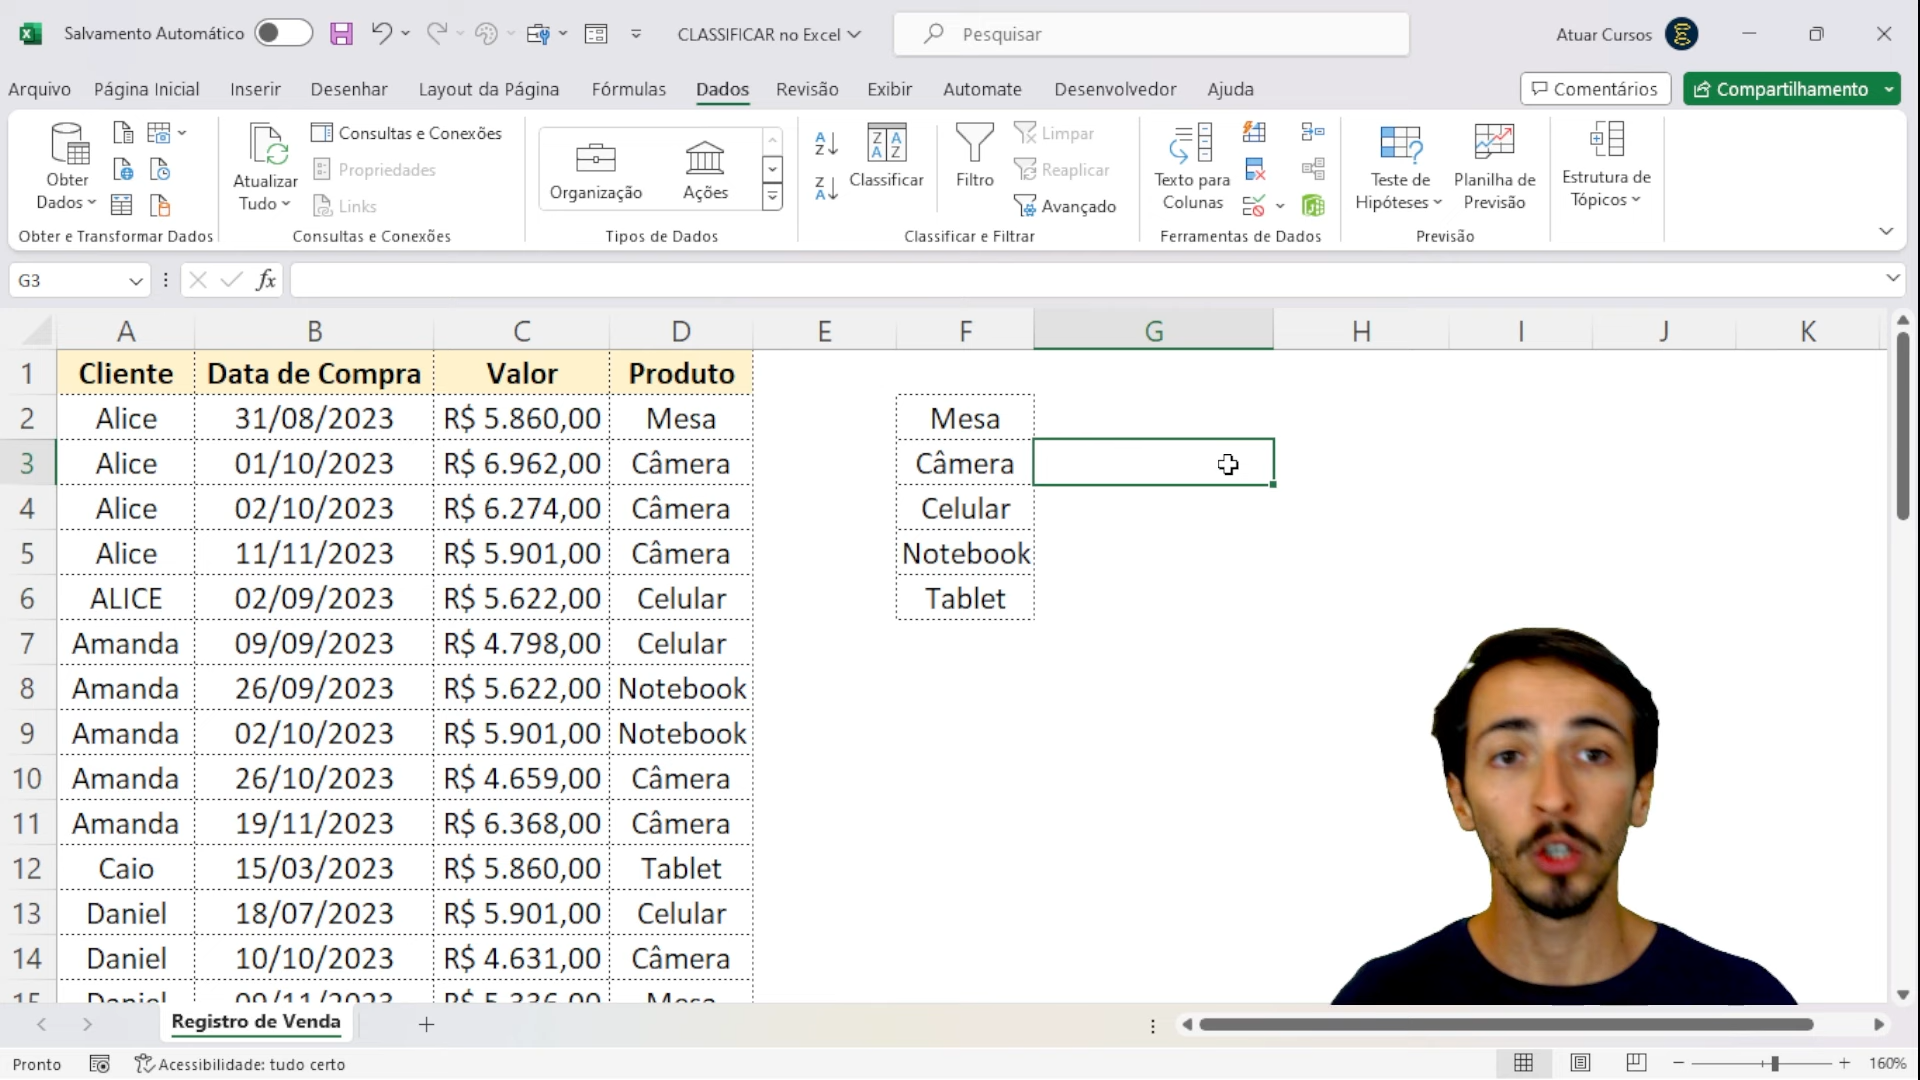 Salvamento Automático
CLASSIFICAR no Excel
Pesquisar
Atuar Cursos
Arquivo Página Inicial Inserir Desenhar Layout da Página Fórmulas Dados Revisão Exibir Automate Desenvolvedor Ajuda
Comentários
Compartilhamento
Obter
Dados
Obter e Transformar Dados
Atualizar
Tudo
Consultas e Conexões
Propriedades
Links
Consultas e Conexões
Organização
Ações
Tipos de Dados
Classificar
Filtro
Limpar
Reaplicar
Avançado
Classificar e Filtrar
Texto para
Colunas
Ferramentas de Dados
Teste de
Hipóteses
Planilha de
Previsão
Previsão
Estrutura de
Tópicos
G3
fx
A B C D E F G H I J K
1 Cliente Data de Compra Valor Produto
2 Alice 31/08/2023 R$ 5.860,00 Mesa Mesa
3 Alice 01/10/2023 R$ 6.962,00 Câmera Câmera
4 Alice 02/10/2023 R$ 6.274,00 Câmera Celular
5 Alice 11/11/2023 R$ 5.901,00 Câmera Notebook
6 ALICE 02/09/2023 R$ 5.622,00 Celular Tablet
7 Amanda 09/09/2023 R$ 4.798,00 Celular
8 Amanda 26/09/2023 R$ 5.622,00 Notebook
9 Amanda 02/10/2023 R$ 5.901,00 Notebook
10 Amanda 26/10/2023 R$ 4.659,00 Câmera
11 Amanda 19/11/2023 R$ 6.368,00 Câmera
12 Caio 15/03/2023 R$ 5.860,00 Tablet
13 Daniel 18/07/2023 R$ 5.901,00 Celular
14 Daniel 10/10/2023 R$ 4.631,00 Câmera
15 Daniel 09/11/2023 R$ 5.336,00 Mesa
Registro de Venda
Pronto
Acessibilidade: tudo certo
160%